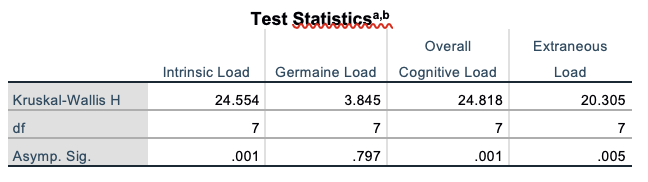 Test Statistics^a,b
Overall Extraneous
Intrinsic Load Germaine Load Cognitive Load Load
Kruskal-Wallis H 24.554 3.845 24.818 20.305
df 7 7 7 7
Asymp. Sig. .001 .797 .001 .005